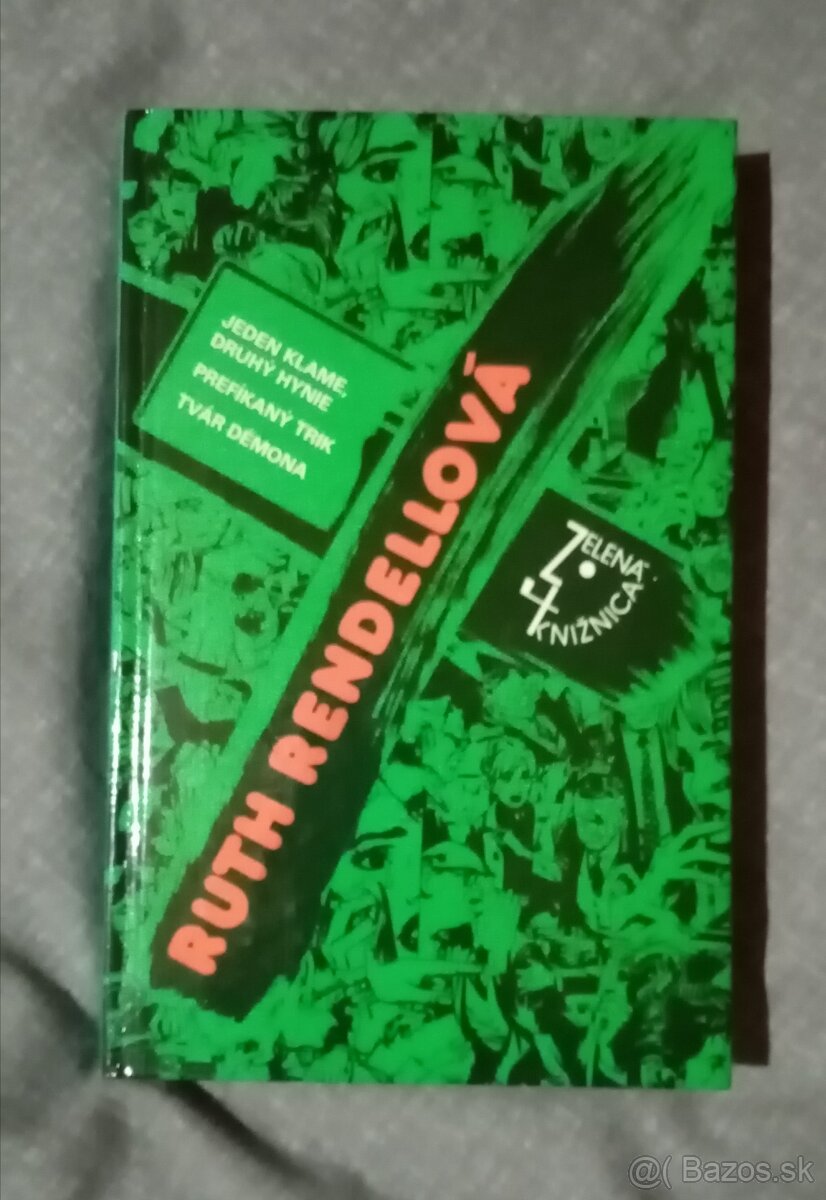 JEDEN KLAME,
DRUHÝ HYNIE
PREFÍKANÝ TRIK
TVÁR DÉMONA
RUTH RENDELLOVÁ
ZELENÁ
KNIŽNICA
@( Bazos.sk